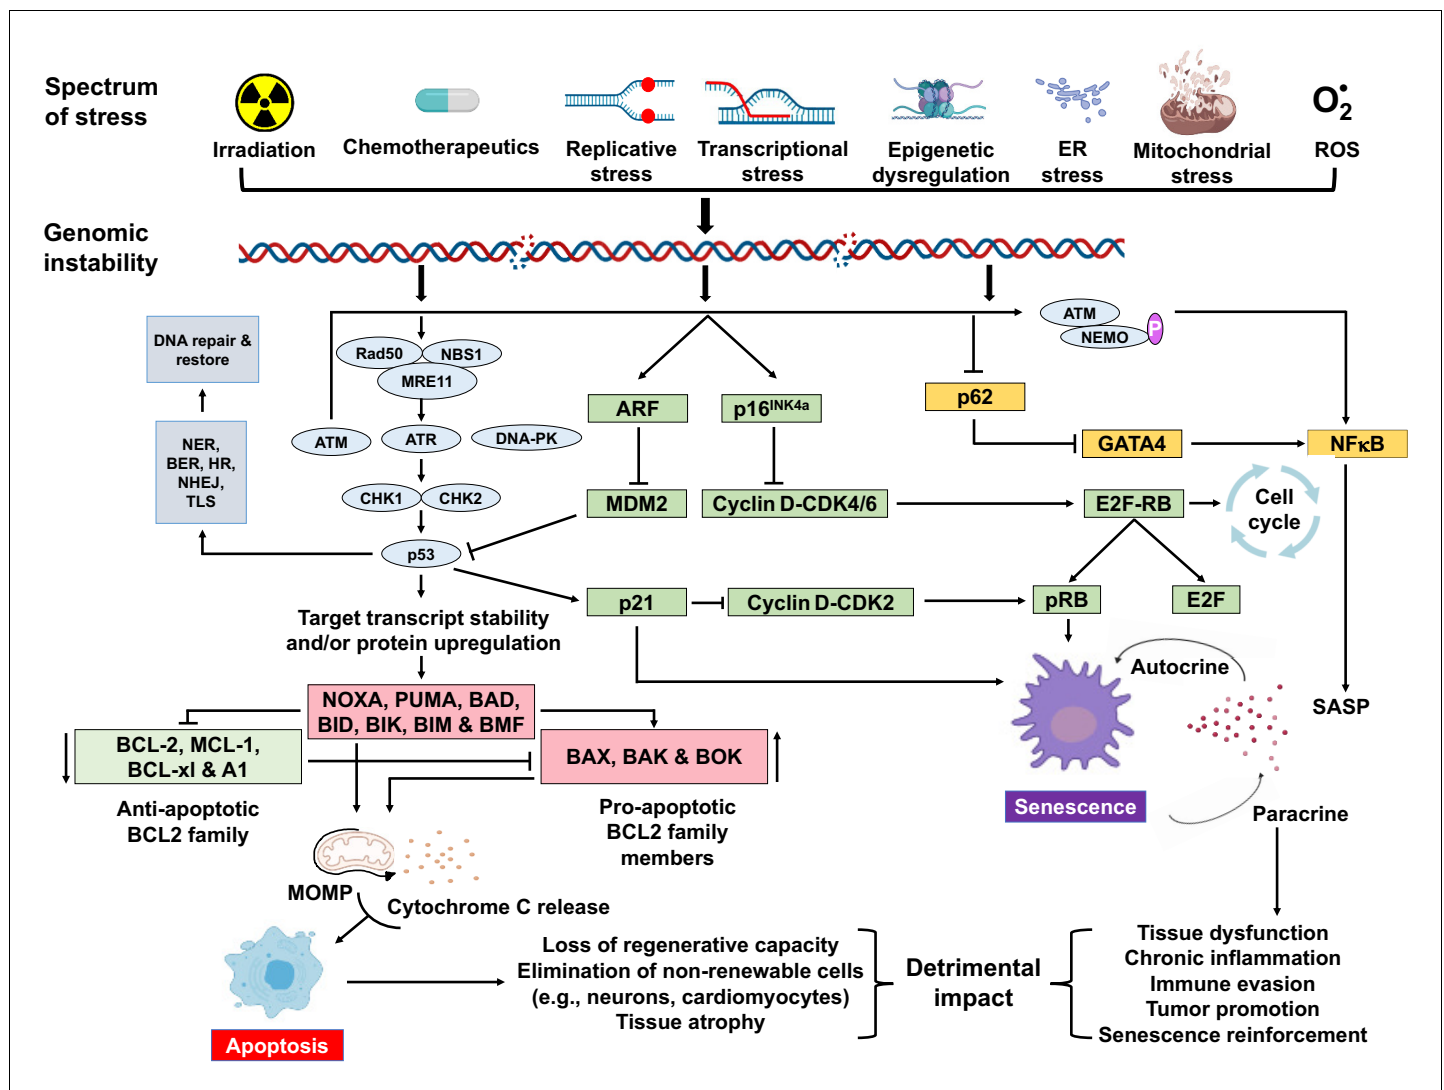 Spectrum
of stress
Irradiation
Chemotherapeutics
Replicative
stress
Transcriptional
stress
Epigenetic
dysregulation
ER
stress
Mitochondrial
stress
O₂•
ROS
Genomic
instability
DNA repair &
restore
NER,
BER, HR,
NHEJ,
TLS
Rad50
NBS1
MRE11
ATM
ATR
DNA-PK
CHK1
CHK2
p53
ARF
p16INK4a
MDM2
Cyclin D-CDK4/6
p62
GATA4
ATM
NEMO
P
NFκB
E2F-RB
Cell
cycle
p21
Cyclin D-CDK2
pRB
E2F
Target transcript stability
and/or protein upregulation
NOXA, PUMA, BAD,
BID, BIK, BIM & BMF
BCL-2, MCL-1,
BCL-xl & A1
BAX, BAK & BOK
Anti-apoptotic
BCL2 family
Pro-apoptotic
BCL2 family
members
MOMP
Cytochrome C release
Apoptosis
Autocrine
SASP
Senescence
Paracrine
Loss of regenerative capacity
Elimination of non-renewable cells
(e.g., neurons, cardiomyocytes)
Tissue atrophy
Detrimental
impact
Tissue dysfunction
Chronic inflammation
Immune evasion
Tumor promotion
Senescence reinforcement